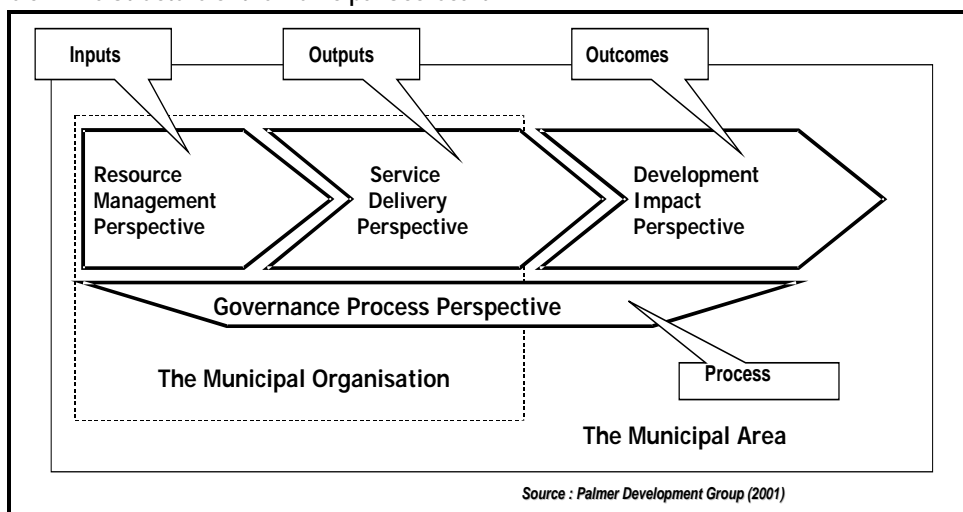 Inputs
Outputs
Outcomes
Resource
Management
Perspective
Service
Delivery
Perspective
Development
Impact
Perspective
Governance Process Perspective
The Municipal Organisation
Process
The Municipal Area
Source : Palmer Development Group (2001)